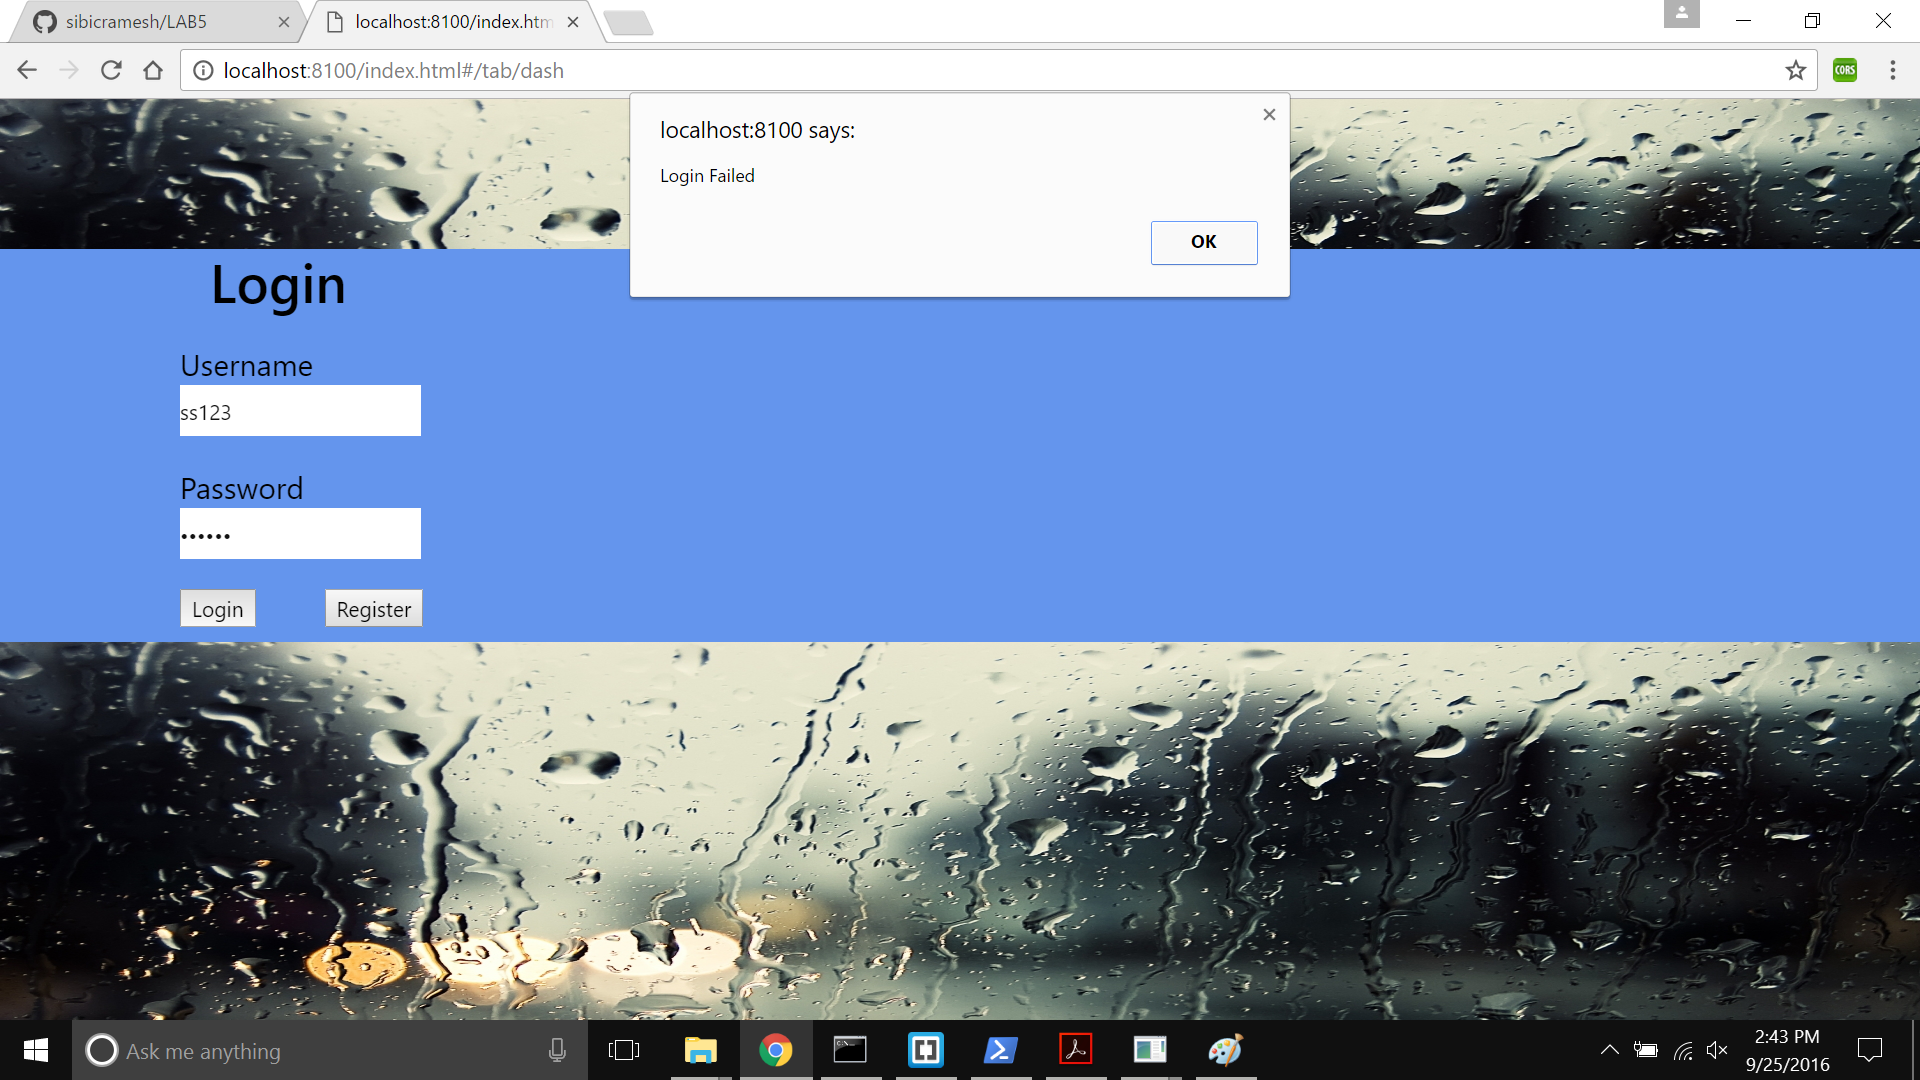 sibicramesh/LAB5
localhost:8100/index.htm
localhost:8100/index.html#/tab/dash
CORS
localhost:8100 says:
Login Failed
OK
Login
Username
ss123
Password
••••••
Login
Register
Ask me anything
2:43 PM
9/25/2016